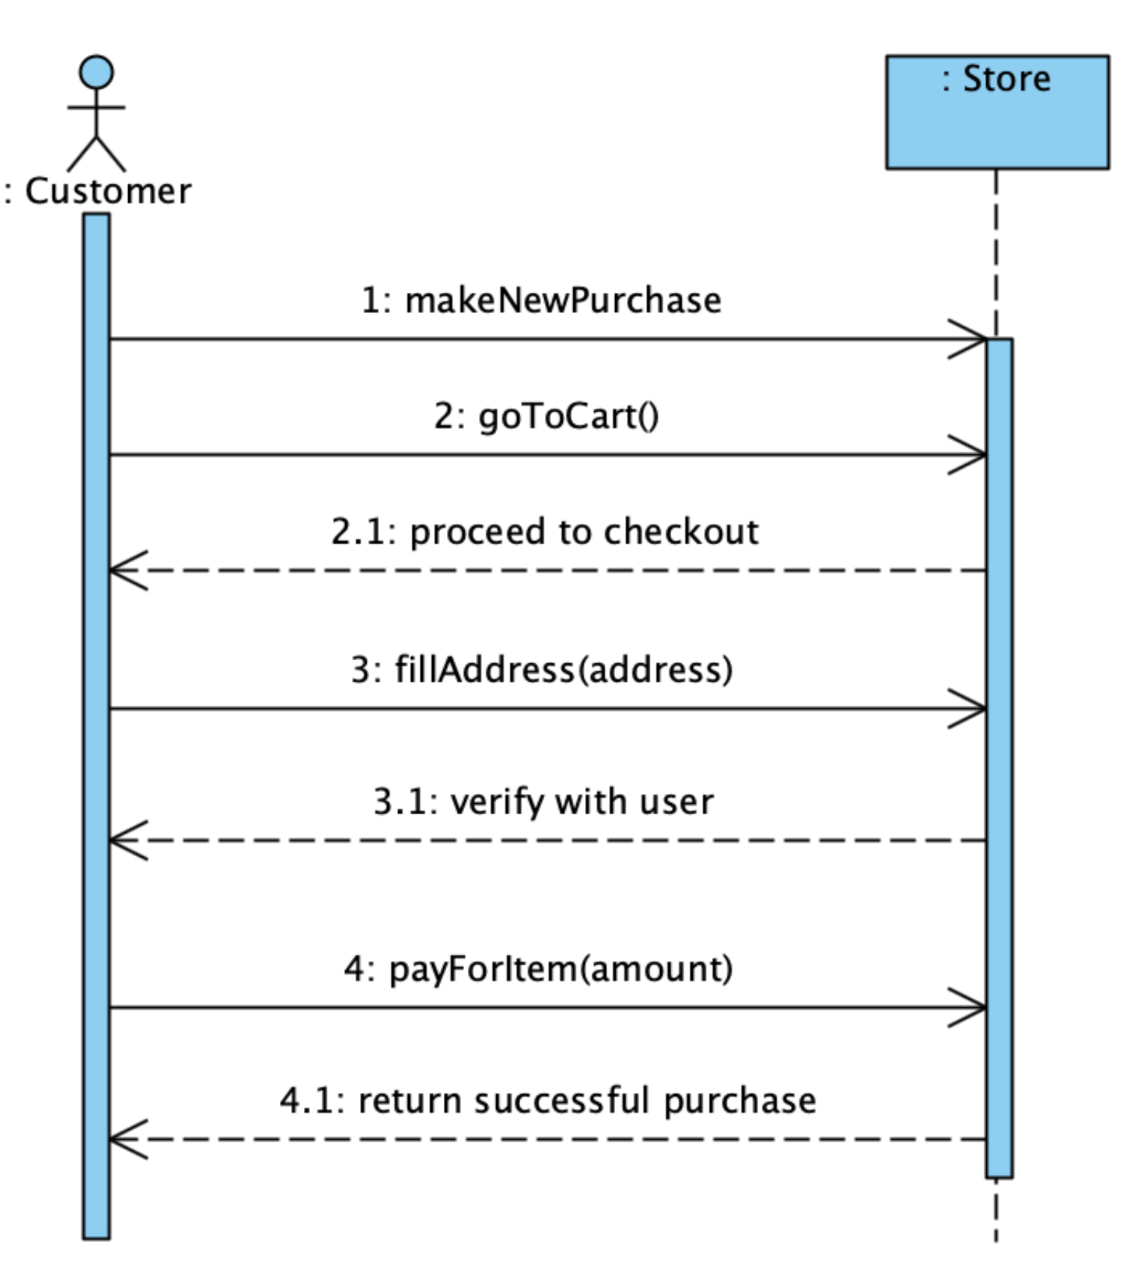 : Store
: Customer
1: makeNewPurchase
2: goToCart()
2.1: proceed to checkout
3: fillAddress(address)
3.1: verify with user
4: payForItem(amount)
4.1: return successful purchase